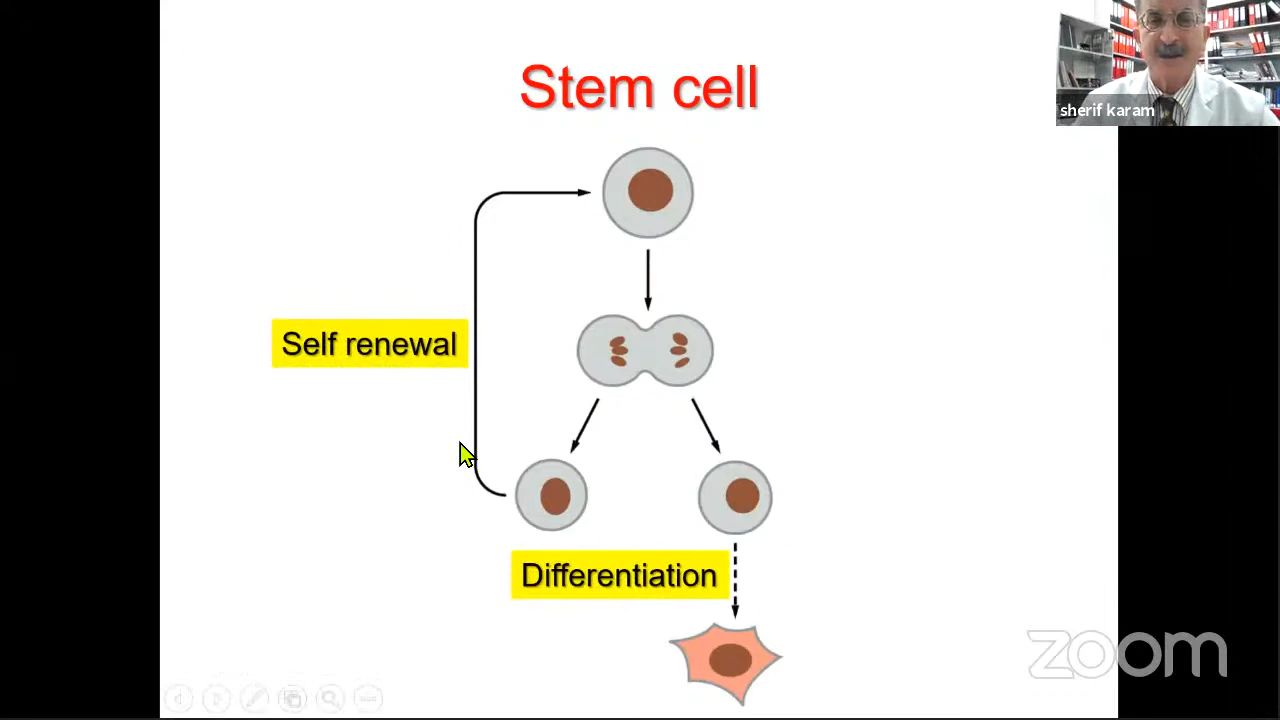 Stem cell
sherif karam
Self renewal
Differentiation
zoom